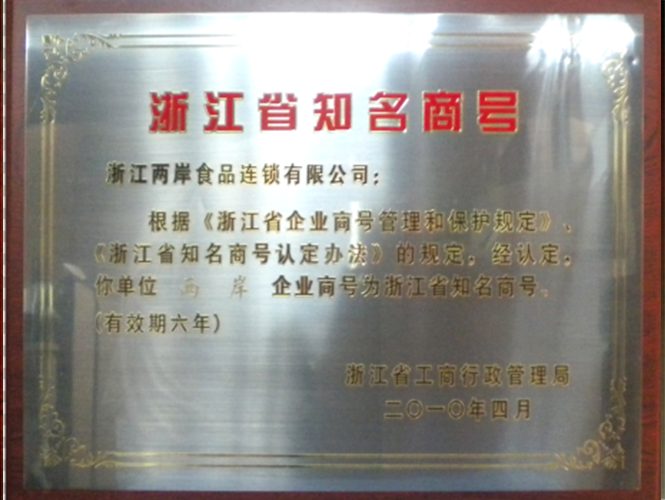 浙江省知名商号
浙江两岸食品连锁有限公司：
根据《浙江省企业商号管理和保护规定》、
《浙江省知名商号认定办法》的规定，经认定，
你单位 两岸 企业商号为浙江省知名商号。
(有效期六年)
浙江省工商行政管理局
二〇一〇年四月